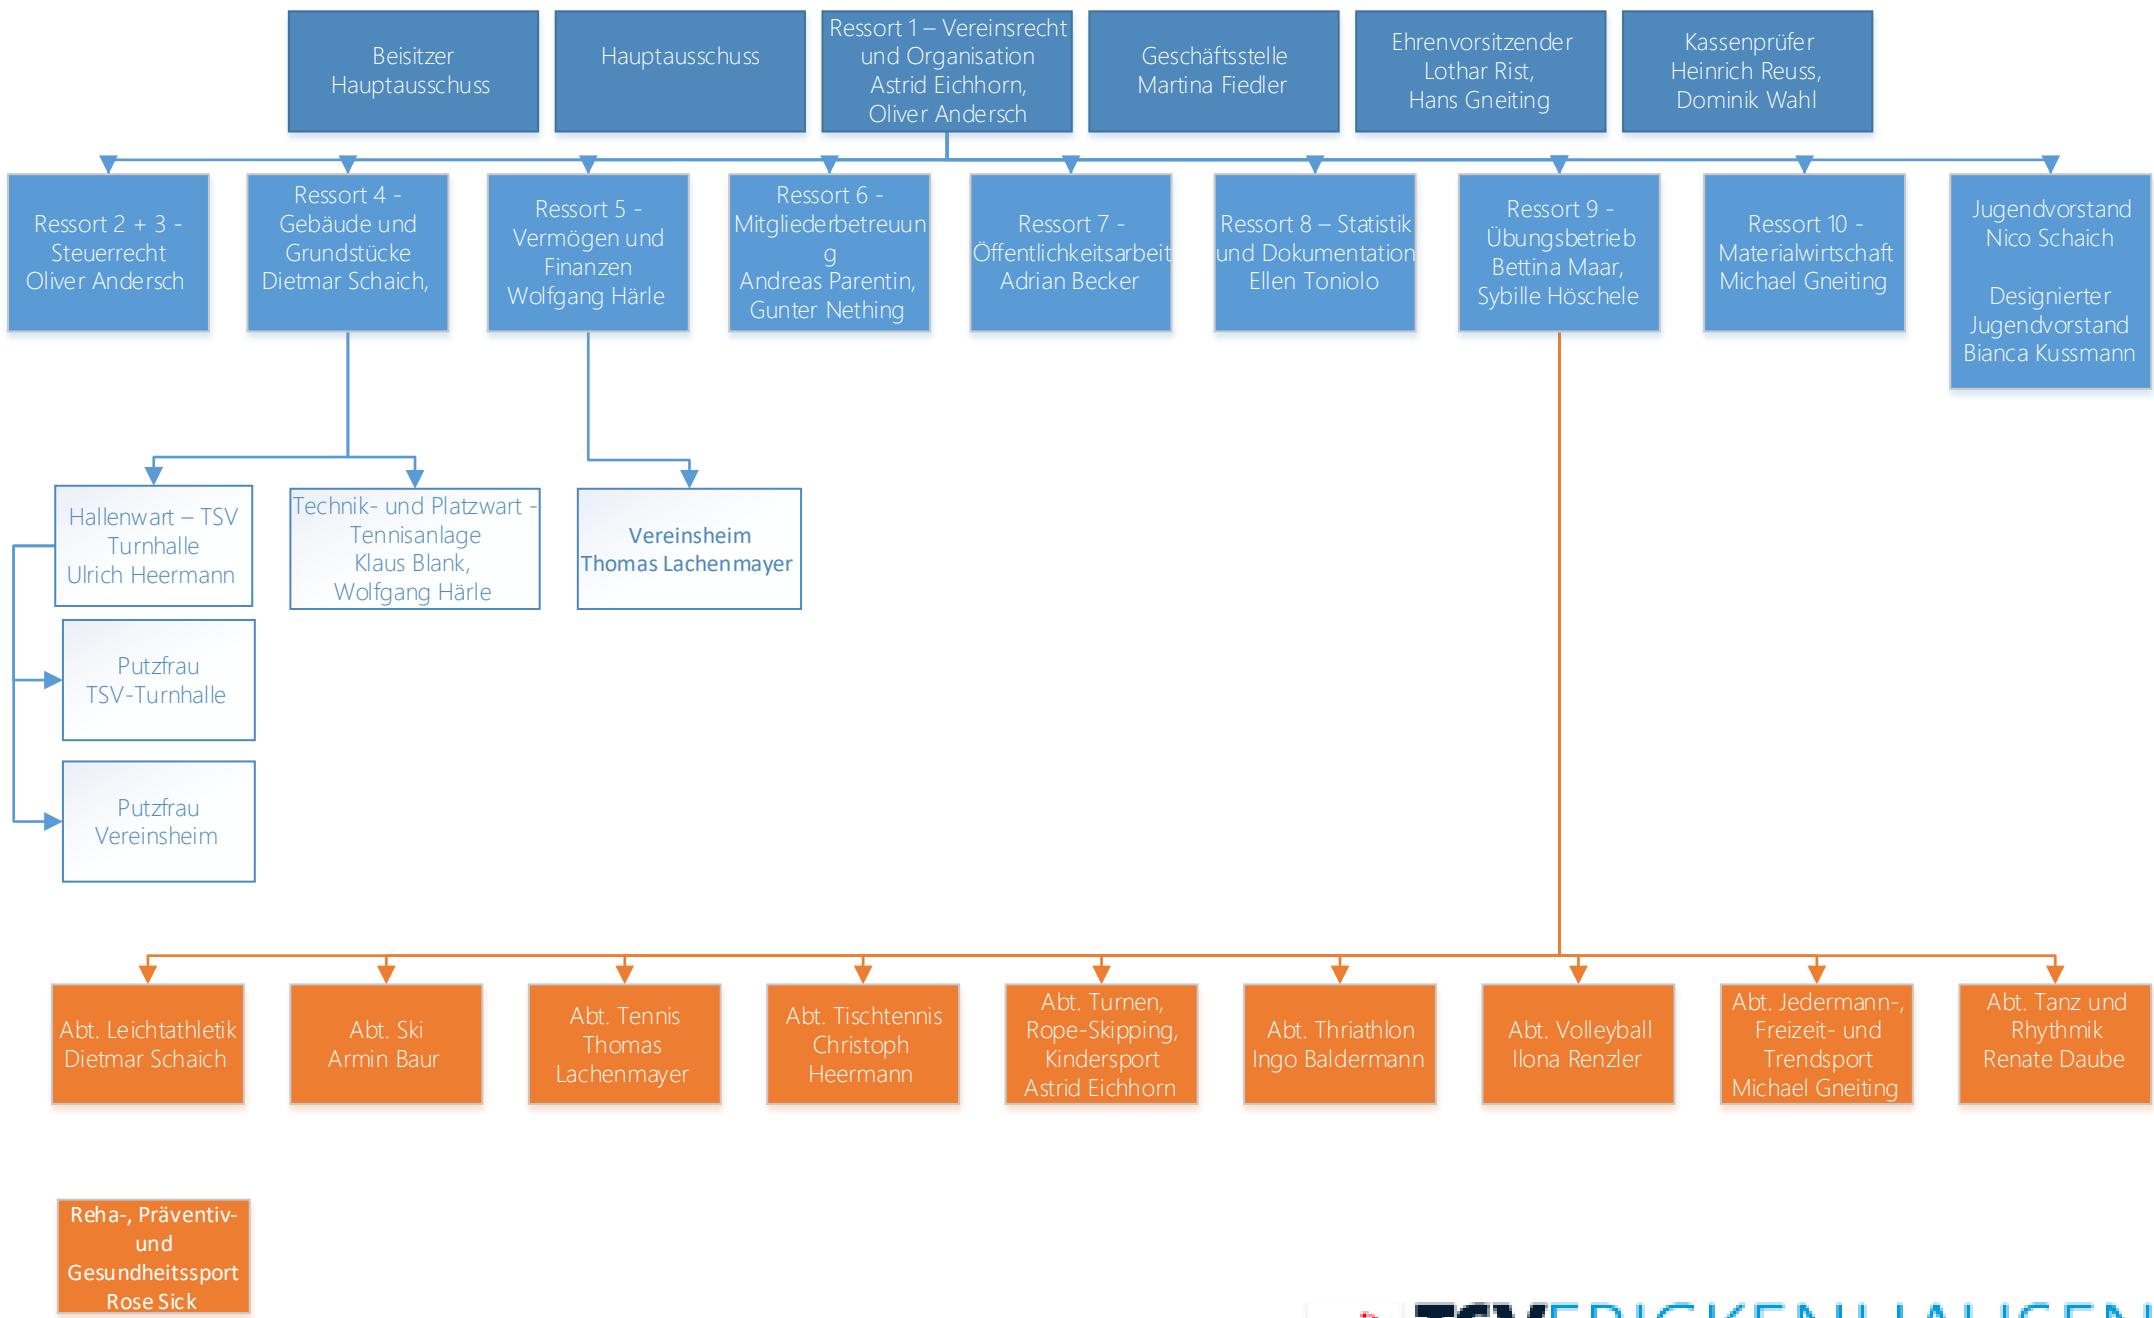 Beisitzer
Hauptausschuss
Hauptausschuss
Ressort 1 – Vereinsrecht
und Organisation
Astrid Eichhorn,
Oliver Andersch
Geschäftsstelle
Martina Fiedler
Ehrenvorsitzender
Lothar Rist,
Hans Gneiting
Kassenprüfer
Heinrich Reuss,
Dominik Wahl
Ressort 2 + 3 -
Steuerrecht
Oliver Andersch
Ressort 4 -
Gebäude und
Grundstücke
Dietmar Schaich,
Ressort 5 -
Vermögen und
Finanzen
Wolfgang Härle
Ressort 6 -
Mitgliederbetreuun
g
Andreas Parentin,
Gunter Nething
Ressort 7 -
Öffentlichkeitsarbeit
Adrian Becker
Ressort 8 – Statistik
und Dokumentation
Ellen Toniolo
Ressort 9 -
Übungsbetrieb
Bettina Maar,
Sybille Höschele
Ressort 10 -
Materialwirtschaft
Michael Gneiting
Jugendvorstand
Nico Schaich
Designierter
Jugendvorstand
Bianca Kussmann
Hallenwart – TSV
Turnhalle
Ulrich Heermann
Technik- und Platzwart -
Tennisanlage
Klaus Blank,
Wolfgang Härle
Vereinsheim
Thomas Lachenmayer
Putzfrau
TSV-Turnhalle
Putzfrau
Vereinsheim
Abt. Leichtathletik
Dietmar Schaich
Abt. Ski
Armin Baur
Abt. Tennis
Thomas
Lachenmayer
Abt. Tischtennis
Christoph
Heermann
Abt. Turnen,
Rope-Skipping,
Kindersport
Astrid Eichhorn
Abt. Thriathlon
Ingo Baldermann
Abt. Volleyball
Ilona Renzler
Abt. Jedermann-,
Freizeit- und
Trendsport
Michael Gneiting
Abt. Tanz und
Rhythmik
Renate Daube
Reha-, Präventiv-
und
Gesundheitssport
Rose Sick